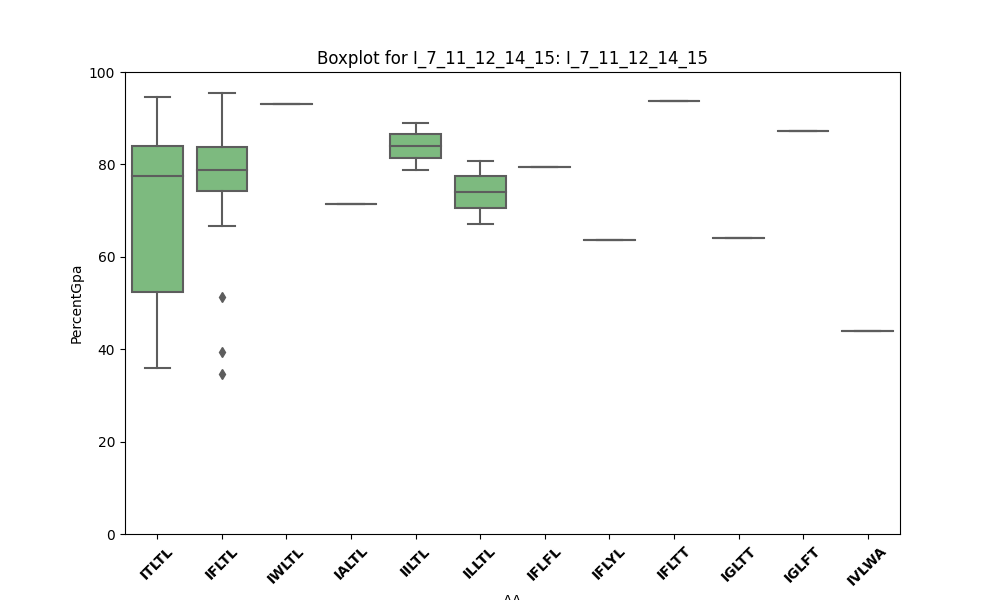 Boxplot for I_7_11_12_14_15: I_7_11_12_14_15
100
80
60
40
20
0
PercentGpa
ITLTL
IFLTL
IWLTL
IALTL
IILTL
ILLTL
IFLFL
IFLYL
IFLTT
IGLTT
IGLFT
IVLWA
AA